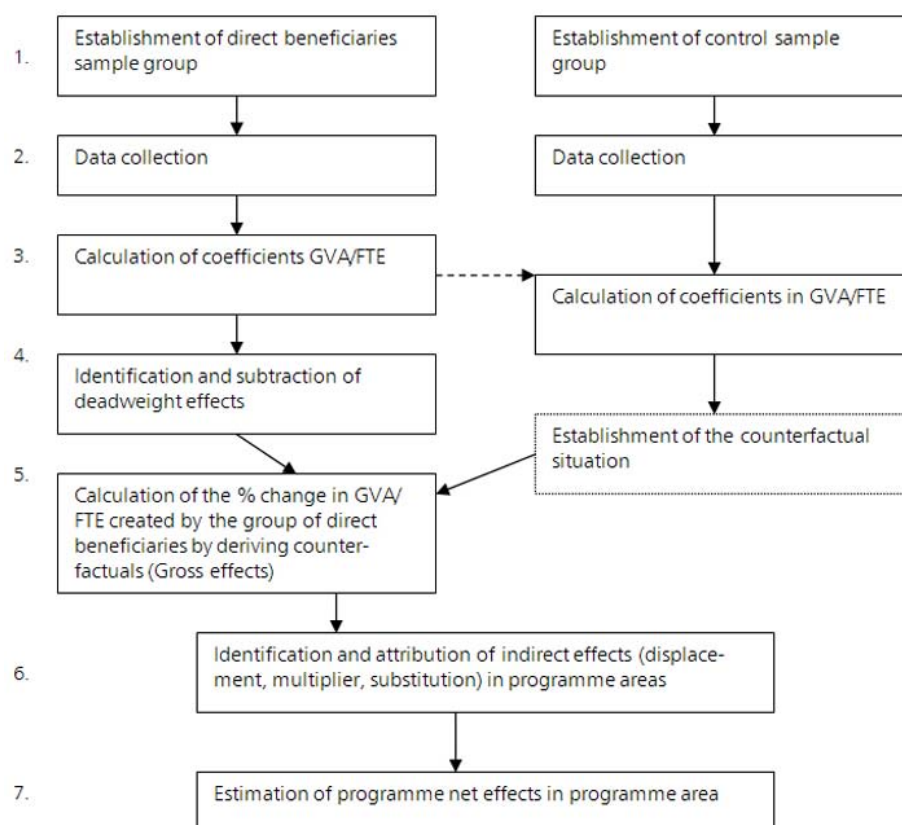 1.
Establishment of direct beneficiaries
sample group
Establishment of control sample
group
2.
Data collection
Data collection
3.
Calculation of coefficients GVA/FTE
Calculation of coefficients in GVA/FTE
4.
Identification and subtraction of
deadweight effects
Establishment of the counterfactual
situation
5.
Calculation of the % change in GVA/
FTE created by the group of direct
beneficiaries by deriving counter-
factuals (Gross effects)
6.
Identification and attribution of indirect effects (displace-
ment, multiplier, substitution) in programme areas
7.
Estimation of programme net effects in programme area